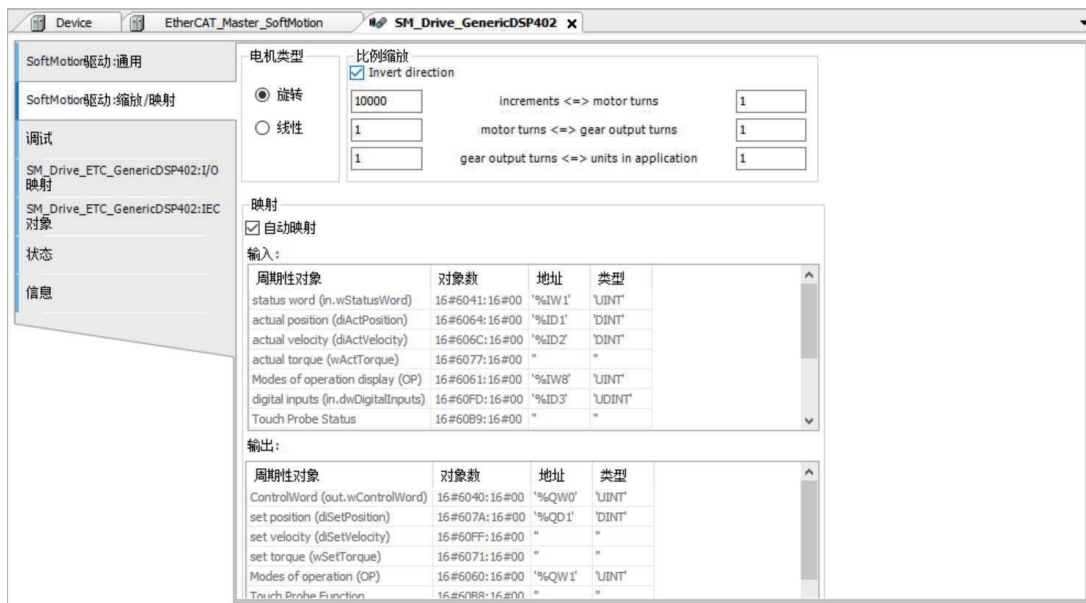 Device EtherCAT_Master_SoftMotion SM_Drive_GenericDSP402 x
SoftMotion驱动:通用
SoftMotion驱动:缩放/映射
调试
SM_Drive_ETC_GenericDSP402:I/O
映射
SM_Drive_ETC_GenericDSP402:IEC
对象
状态
信息
电机类型
旋转
线性
比例缩放
Invert direction
10000 increments <=> motor turns 1
1 motor turns <=> gear output turns 1
1 gear output turns <=> units in application 1
映射
自动映射
输入:
周期性对象 对象数 地址 类型
status word (in.wStatusWord) 16#6041:16#00 '%IW1' 'UINT'
actual position (diActPosition) 16#6064:16#00 '%ID1' 'DINT'
actual velocity (diActVelocity) 16#606C:16#00 '%ID2' 'DINT'
actual torque (wActTorque) 16#6077:16#00 '' ''
Modes of operation display (OP) 16#6061:16#00 '%IW8' 'UINT'
digital inputs (in.dwDigitalInputs) 16#60FD:16#00 '%ID3' 'UDINT'
Touch Probe Status 16#60B9:16#00 '' ''
输出:
周期性对象 对象数 地址 类型
ControlWord (out.wControlWord) 16#6040:16#00 '%QW0' 'UINT'
set position (diSetPosition) 16#607A:16#00 '%QD1' 'DINT'
set velocity (diSetVelocity) 16#60FF:16#00 '' ''
set torque (wSetTorque) 16#6071:16#00 '' ''
Modes of operation (OP) 16#6060:16#00 '%QW1' 'UINT'
Touch Probe Function 16#60B8:16#00 '' ''